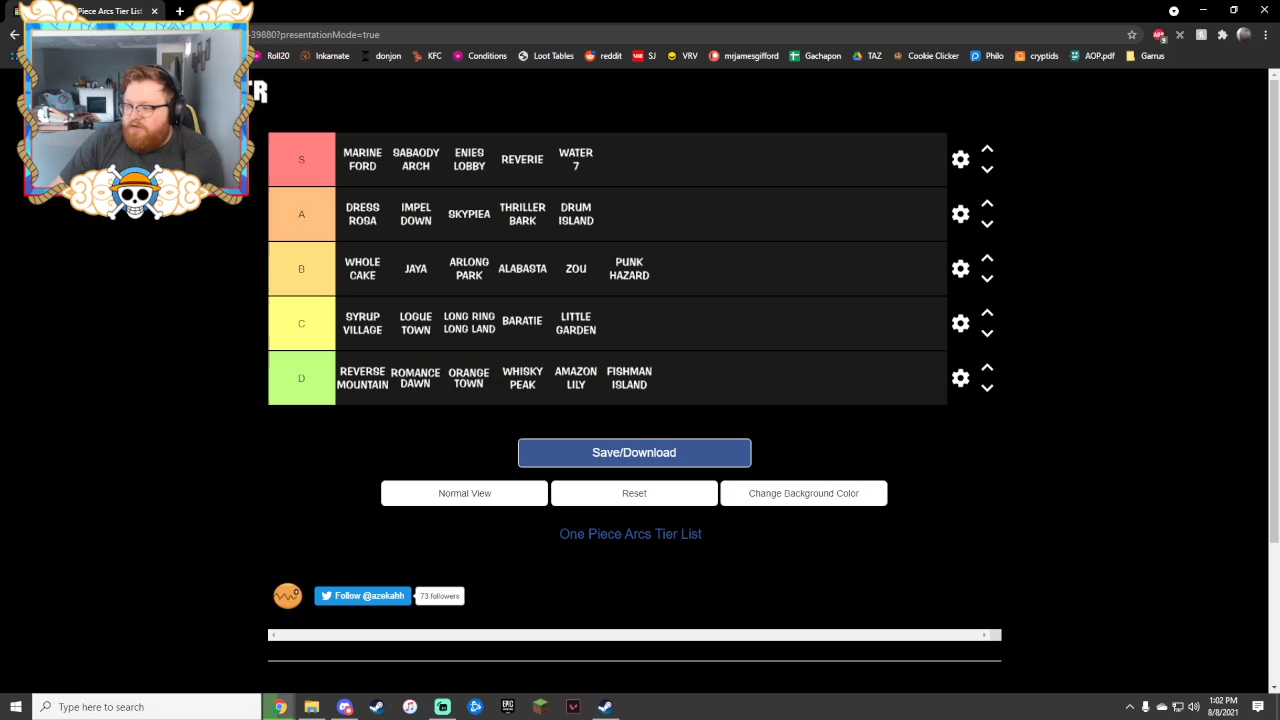 Piece Arcs Tier List
39880?presentationMode=true
Roll20 Inkarnate donjon KFC Conditions Loot Tables reddit SJ VRV mrjamesgifford Gachapon TAZ Cookie Clicker Philo cryptids AOP.pdf Garrus
ER
S MARINE FORD SABAODY ARCH ENIES LOBBY REVERIE WATER 7
A DRESS ROSA IMPEL DOWN SKYPIEA THRILLER BARK DRUM ISLAND
B WHOLE CAKE JAYA ARLONG PARK ALABASTA ZOU PUNK HAZARD
C SYRUP VILLAGE LOGUE TOWN LONG RING LONG LAND BARATIE LITTLE GARDEN
D REVERSE MOUNTAIN ROMANCE DAWN ORANGE TOWN WHISKY PEAK AMAZON LILY FISHMAN ISLAND
Save/Download
Normal View Reset Change Background Color
One Piece Arcs Tier List
Follow @azekahh 73 followers
Type here to search
1:02 PM
8/8/2021